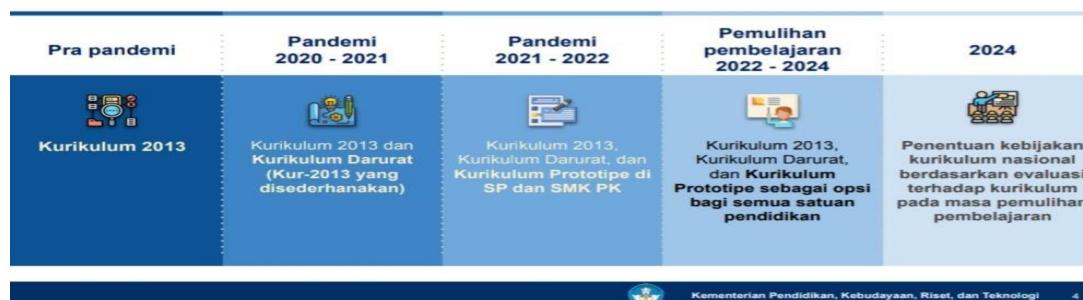 Pra pandemi
Pandemi
2020 - 2021
Pandemi
2021 - 2022
Pemulihan
pembelajaran
2022 - 2024
2024
Kurikulum 2013
Kurikulum 2013 dan
Kurikulum Darurat
(Kur-2013 yang
disederhanakan)
Kurikulum 2013,
Kurikulum Darurat, dan
Kurikulum Prototipe di
SP dan SMK PK
Kurikulum 2013,
Kurikulum Darurat,
dan Kurikulum
Prototipe sebagai opsi
bagi semua satuan
pendidikan
Penentuan kebijakan
kurikulum nasional
berdasarkan evaluasi
terhadap kurikulum
pada masa pemulihan
pembelajaran
Kementerian Pendidikan, Kebudayaan, Riset, dan Teknologi 4